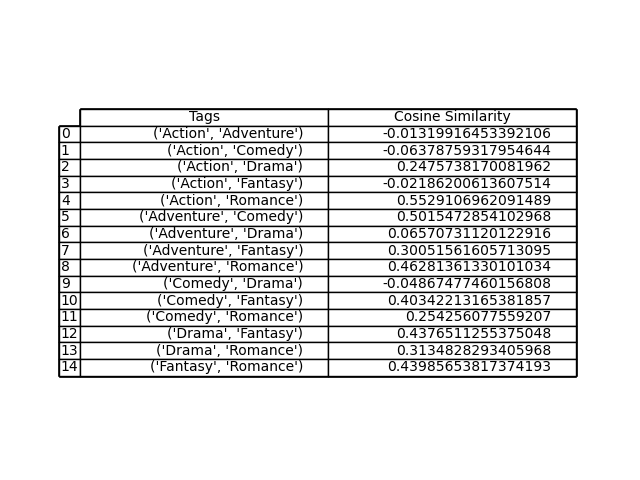 Tags Cosine Similarity
0 ('Action', 'Adventure') -0.01319916453392106
1 ('Action', 'Comedy') -0.06378759317954644
2 ('Action', 'Drama') 0.2475738170081962
3 ('Action', 'Fantasy') -0.02186200613607514
4 ('Action', 'Romance') 0.5529106962091489
5 ('Adventure', 'Comedy') 0.5015472854102968
6 ('Adventure', 'Drama') 0.06570731120122916
7 ('Adventure', 'Fantasy') 0.30051561605713095
8 ('Adventure', 'Romance') 0.46281361330101034
9 ('Comedy', 'Drama') -0.04867477460156808
10 ('Comedy', 'Fantasy') 0.40342213165381857
11 ('Comedy', 'Romance') 0.254256077559207
12 ('Drama', 'Fantasy') 0.4376511255375048
13 ('Drama', 'Romance') 0.3134828293405968
14 ('Fantasy', 'Romance') 0.43985653817374193